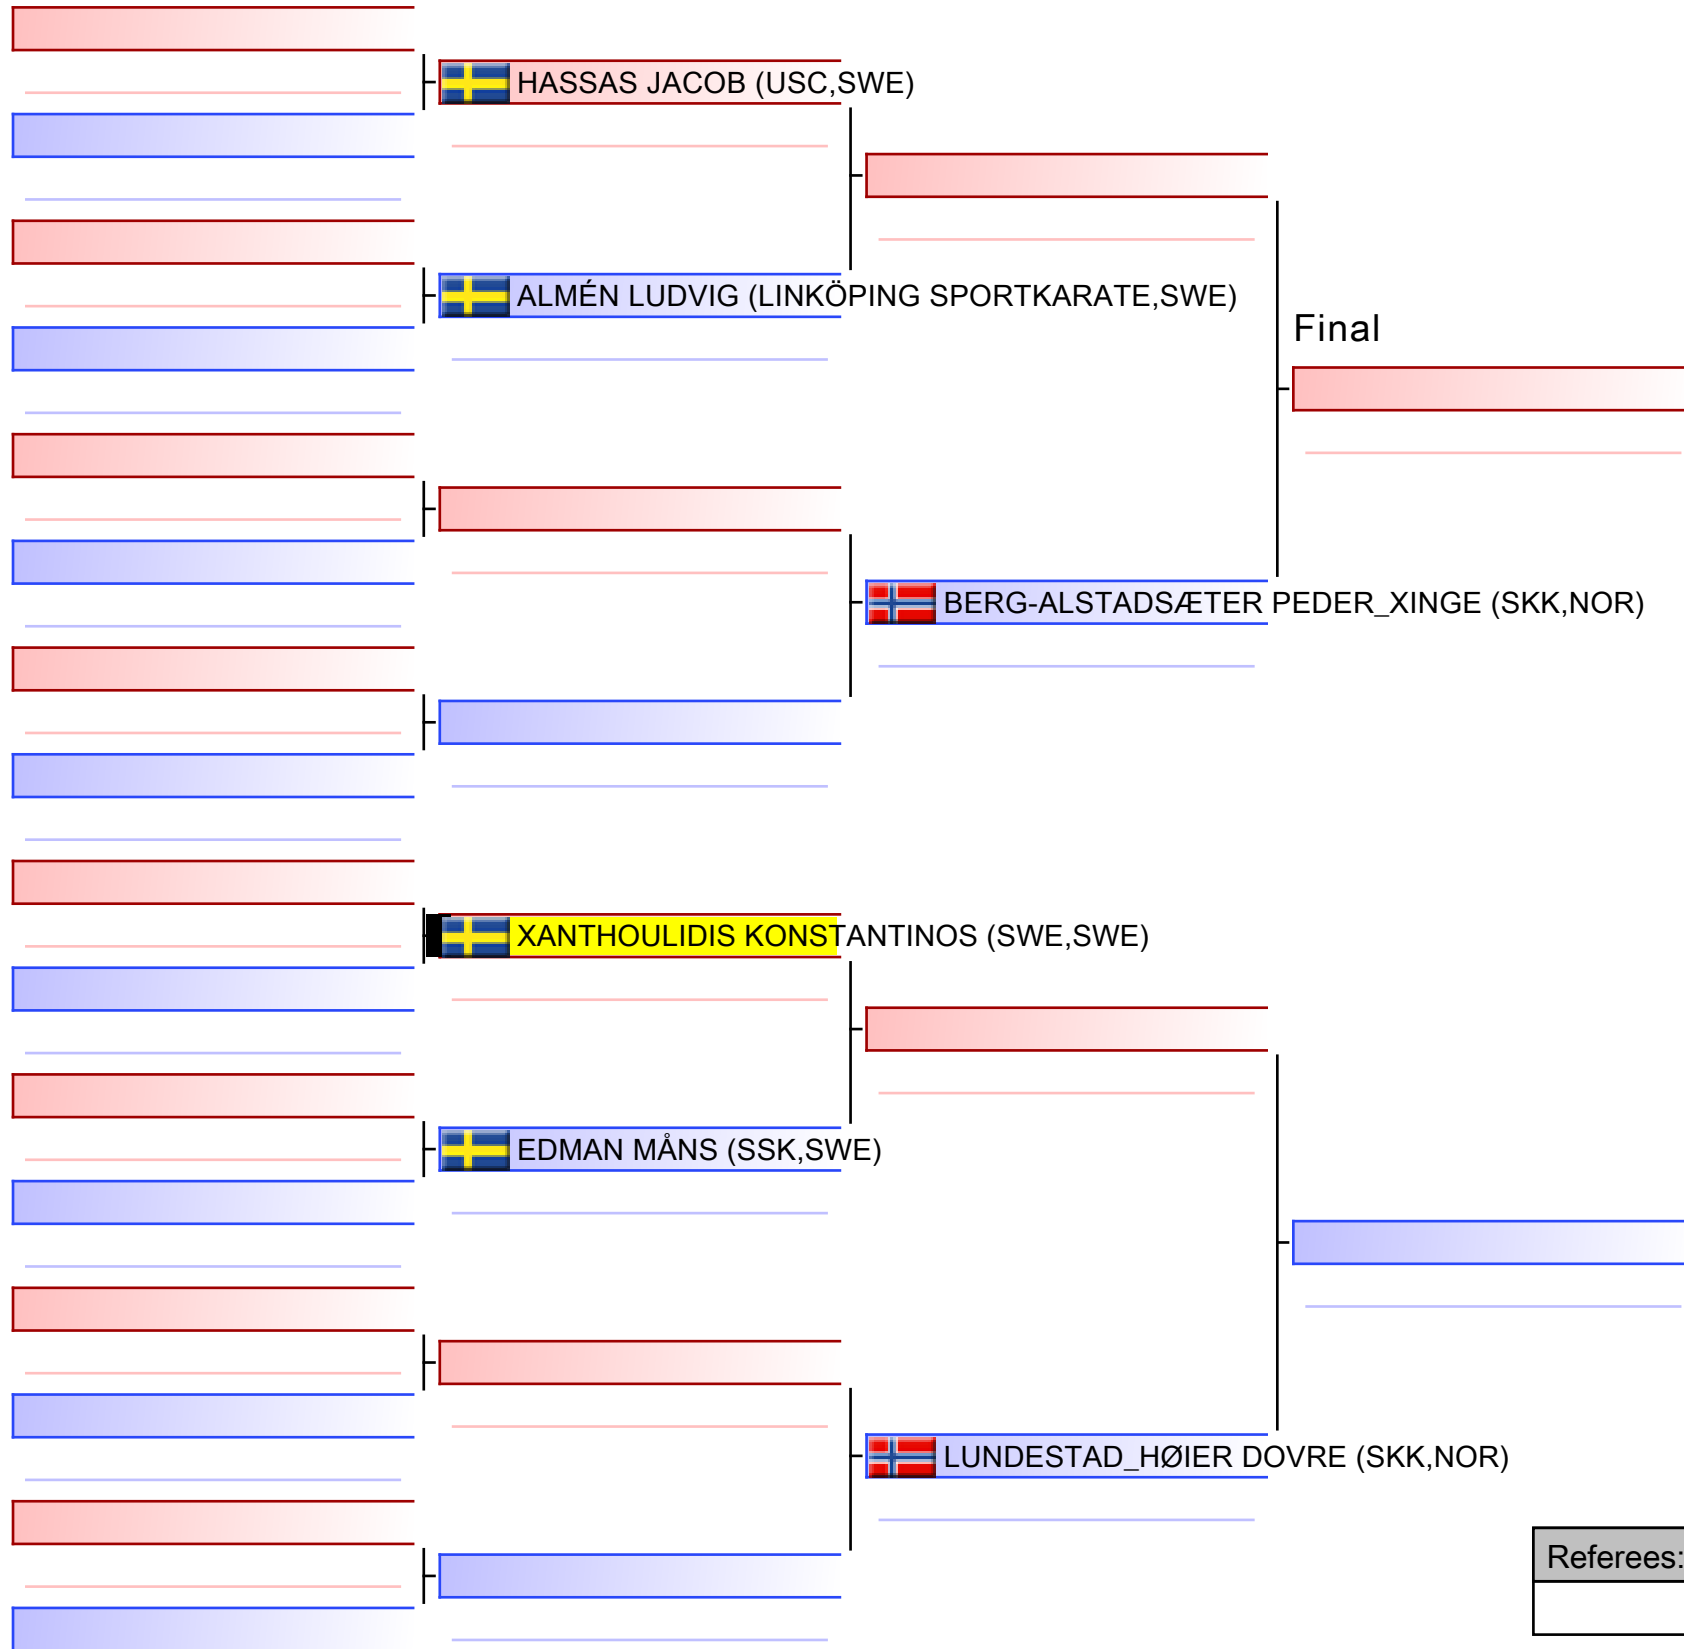 HASSAS JACOB (USC,SWE)
ALMÉN LUDVIG (LINKÖPING SPORTKARATE,SWE)
Final
BERG-ALSTADSÆTER PEDER_XINGE (SKK,NOR)
XANTHOULIDIS KONSTANTINOS (SWE,SWE)
EDMAN MÅNS (SSK,SWE)
LUNDESTAD_HØIER DOVRE (SKK,NOR)
Referees: